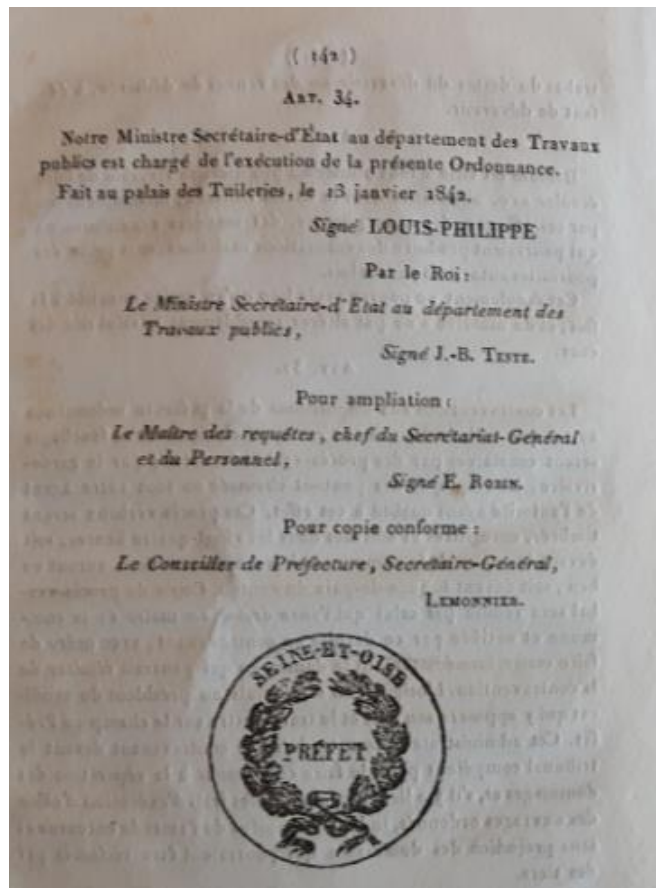 ( 142 )
ART. 34.
Notre Ministre Secrétaire-d'État au département des Travaux
publics est chargé de l'exécution de la présente Ordonnance.
Fait au palais des Tuileries, le 13 janvier 1842.
Signé LOUIS-PHILIPPE
Par le Roi:
Le Ministre Secrétaire-d'Etat au département des
Travaux publics,
Signé J.-B. TESTE.
Pour ampliation :
Le Maître des requêtes, chef du Secrétariat-Général
et du Personnel,
Signé E. ROBIN.
Pour copie conforme :
Le Conseiller de Préfecture, Secrétaire-Général,
LEMONNIER.
SEINE-ET-OISE
PRÉFET